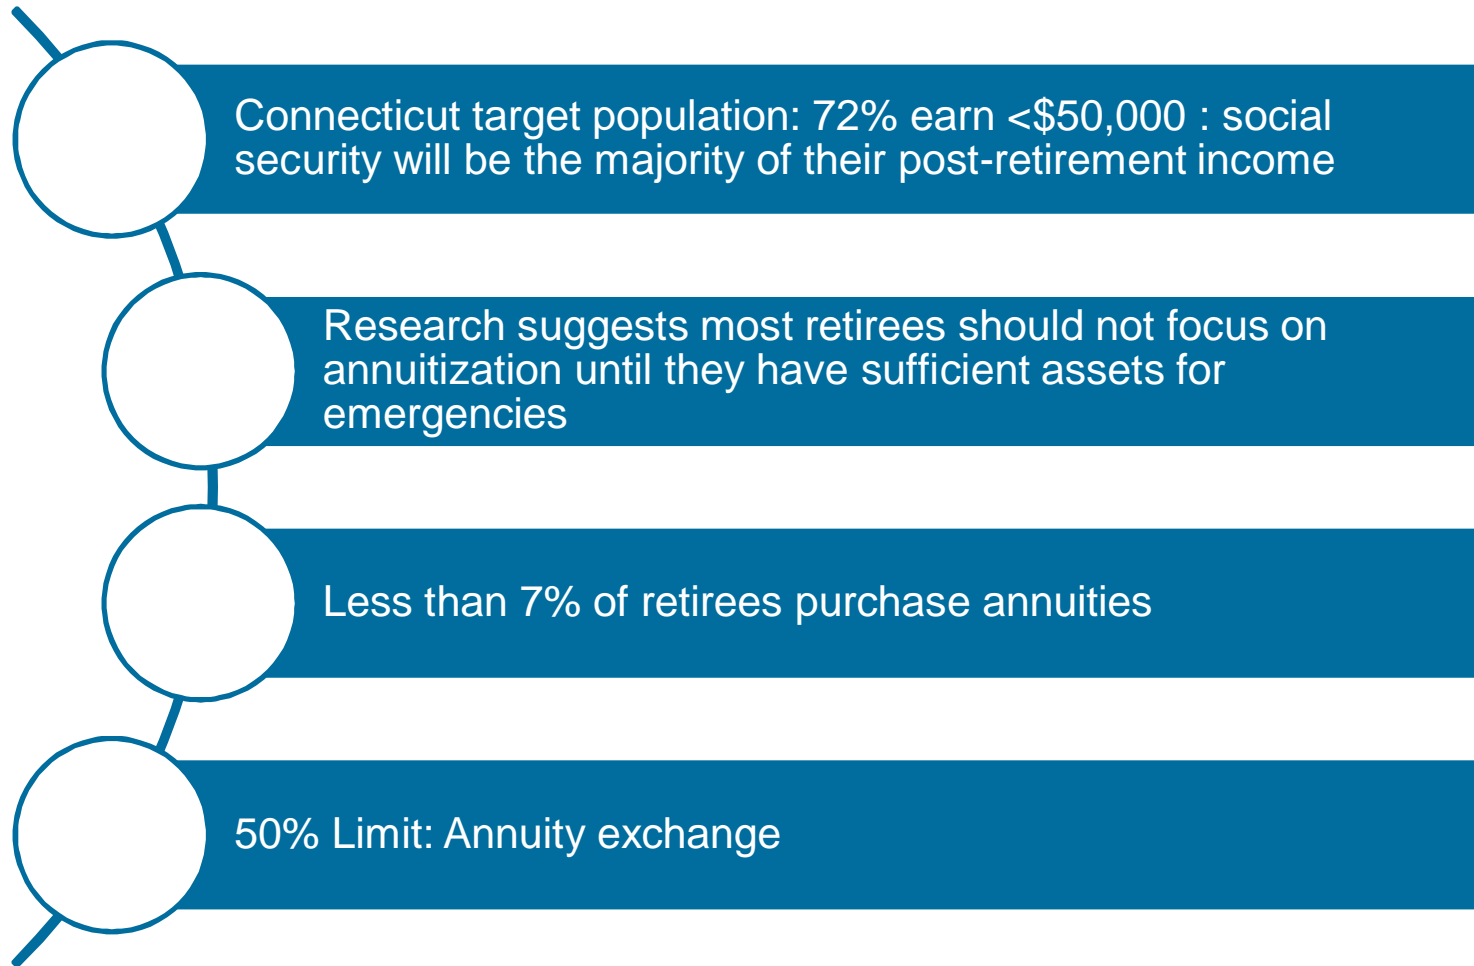 Connecticut target population: 72% earn <$50,000 : social
security will be the majority of their post-retirement income
Research suggests most retirees should not focus on
annuitization until they have sufficient assets for
emergencies
Less than 7% of retirees purchase annuities
50% Limit: Annuity exchange